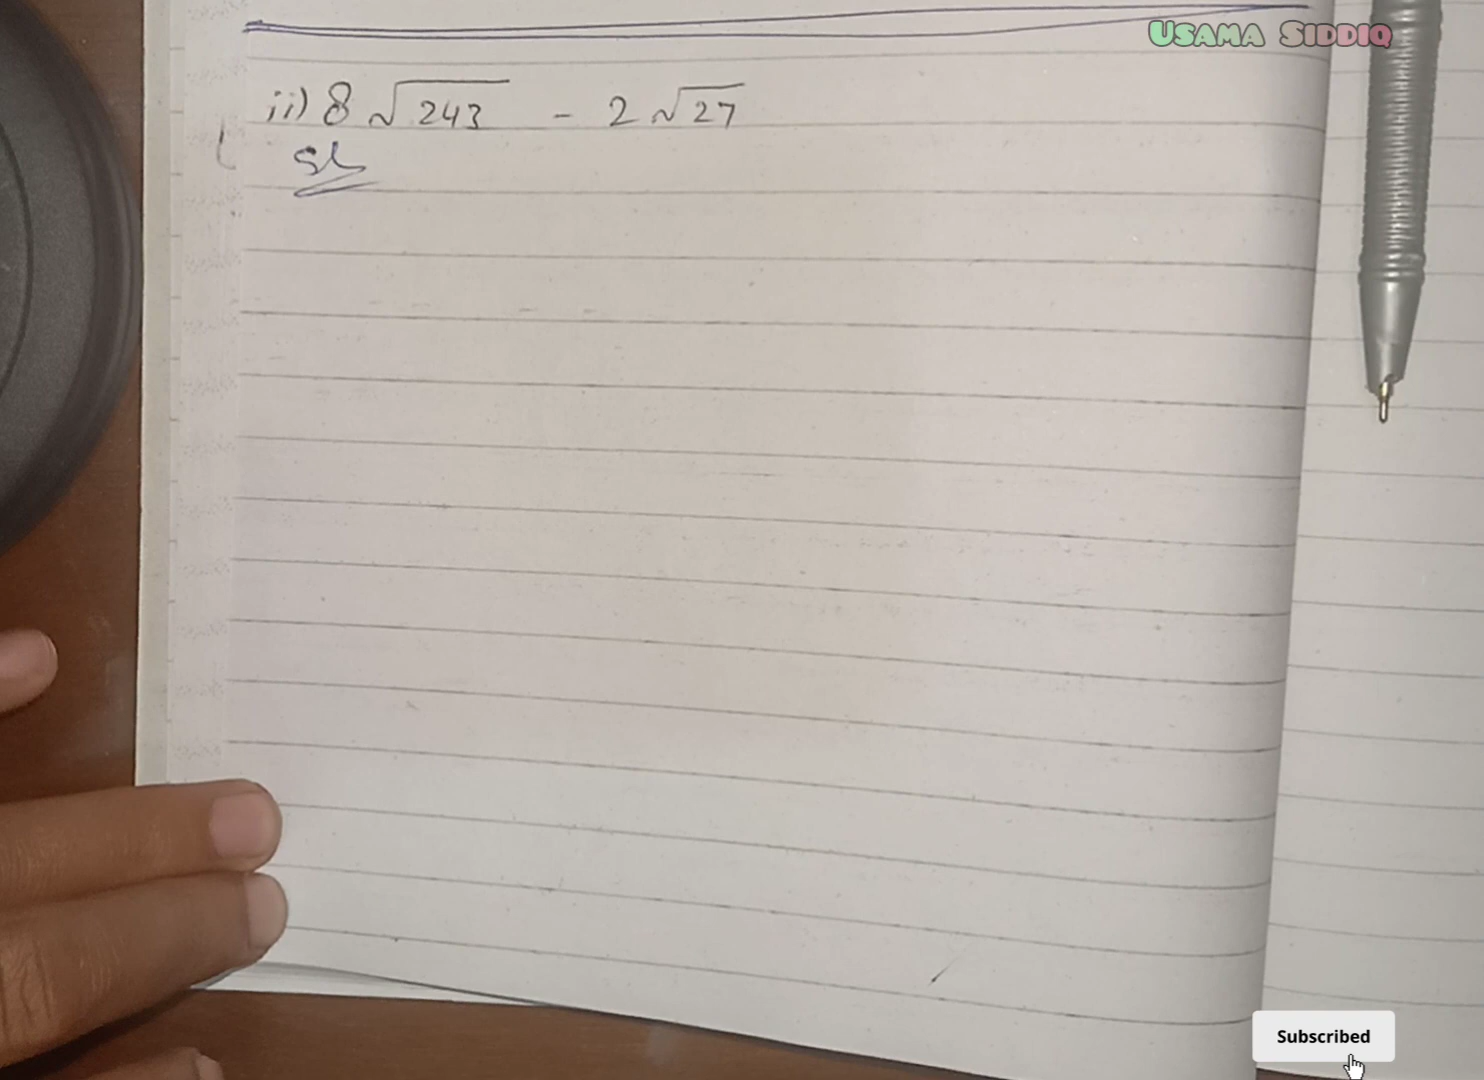 Usama Siddiq
ii) 8 √243 - 2 √27
Sol
Subscribed